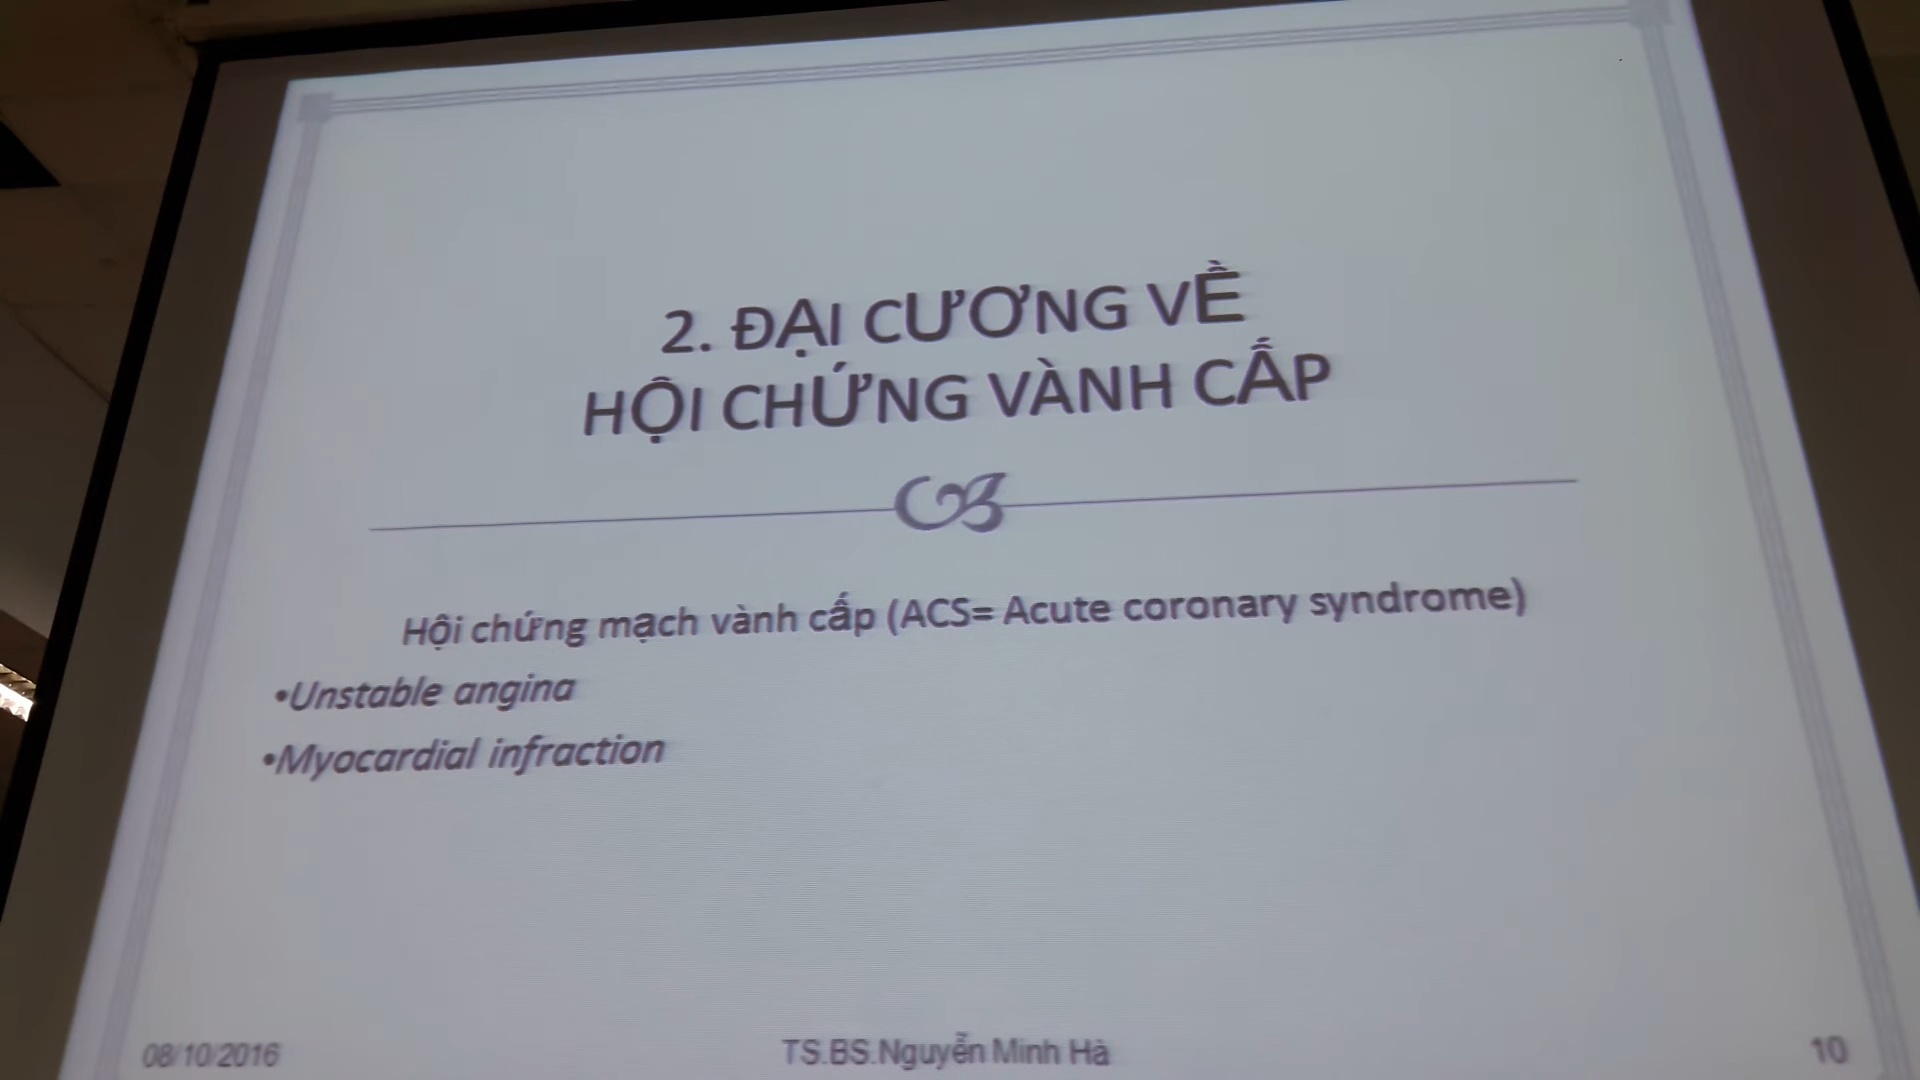 2. ĐẠI CƯƠNG VỀ
HỘI CHỨNG VÀNH CẤP
Hội chứng mạch vành cấp (ACS= Acute coronary syndrome)
•Unstable angina
•Myocardial infraction
08/10/2016
TS.BS.Nguyễn Minh Hà
10